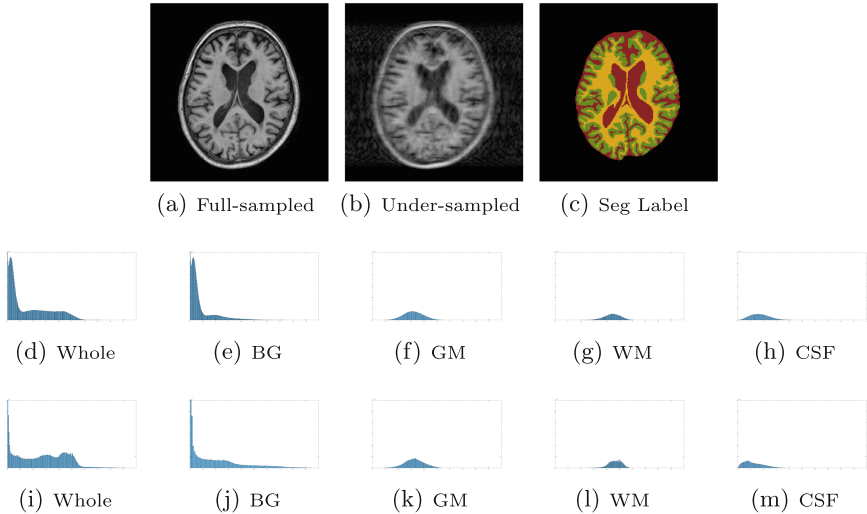 (a) Full-sampled (b) Under-sampled (c) Seg Label
(d) Whole (e) BG (f) GM (g) WM (h) CSF
(i) Whole (j) BG (k) GM (l) WM (m) CSF